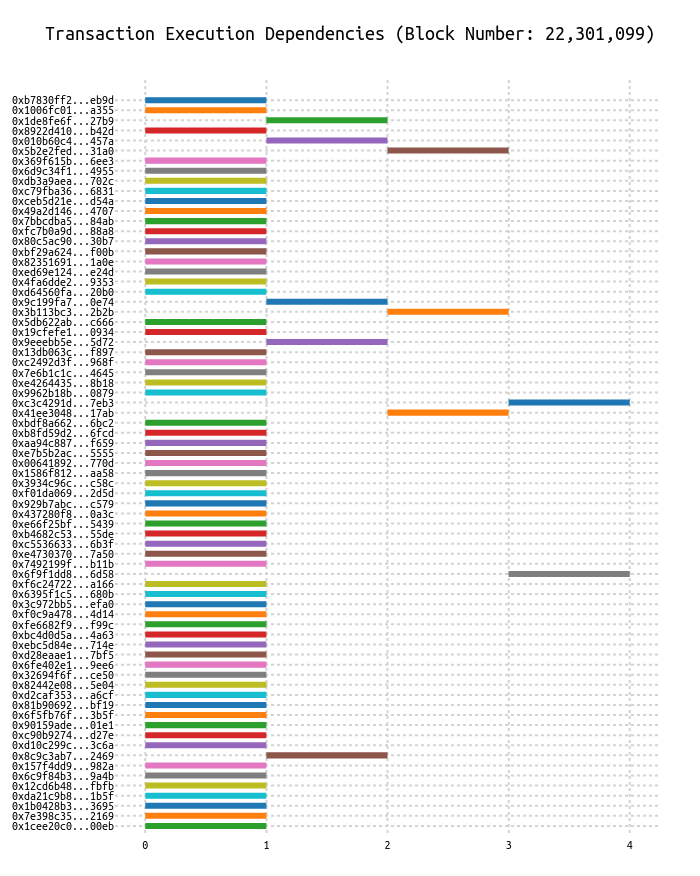 Transaction Execution Dependencies (Block Number: 22,301,099)
0xb7830ff2...eb9d
0x1006fc01...a355
0x1de8fe6f...27b9
0x8922d410...b42d
0x010b60c4...457a
0x5b2e2fed...31a0
0x369f615b...6ee3
0x6d9c34f1...4955
0xdb3a9aea...702c
0xc79fba36...6831
0xceb5d21e...d54a
0x49a2d146...4707
0x7bbcdba5...84ab
0xfc7b0a9d...88a8
0x80c5ac90...30b7
0xbf29a624...f00b
0x82351691...1a0e
0xed69e124...e24d
0x4fa6dde2...9353
0xd64560fa...20b0
0x9c199fa7...0e74
0x3b113bc3...2b2b
0x5db622ab...c666
0x19cfefe1...0934
0x9eeebb5e...5d72
0x13db063c...f897
0xc2492d3f...968f
0x7e6b1c1c...4645
0xe4264435...8b18
0x9962b18b...0879
0xc3c4291d...7eb3
0x41ee3048...17ab
0xbdf8a662...6bc2
0xb8fd59d2...6fcd
0xaa94c887...f659
0xe7b5b2ac...5555
0x00641892...770d
0x1586f812...aa58
0x3934c96c...c58c
0xf01da069...2d5d
0x929b7abc...c579
0x437280f8...0a3c
0xe66f25bf...5439
0xb4682c53...55de
0xc5536633...6b3f
0xe4730370...7a50
0x7492199f...b11b
0x6f9f1dd8...6d58
0xf6c24722...a166
0x6395f1c5...680b
0x3c972bb5...efa0
0xf0c9a478...4d14
0xfe6682f9...f99c
0xbc4d0d5a...4a63
0xebc5d84e...714e
0xd28eaae1...7bf5
0x6fe402e1...9ee6
0x32694f6f...ce50
0x82442e08...5e04
0xd2caf353...a6cf
0x81b90692...bf19
0x6f5fb76f...3b5f
0x90159ade...01e1
0xc90b9274...d27e
0xd10c299c...3c6a
0x8c9c3ab7...2469
0x157f4dd9...982a
0x6c9f84b3...9a4b
0x12cd6b48...fbfb
0xda21c9b8...1b5f
0x1b0428b3...3695
0x7e398c35...2169
0x1cee20c0...00eb
0 1 2 3 4